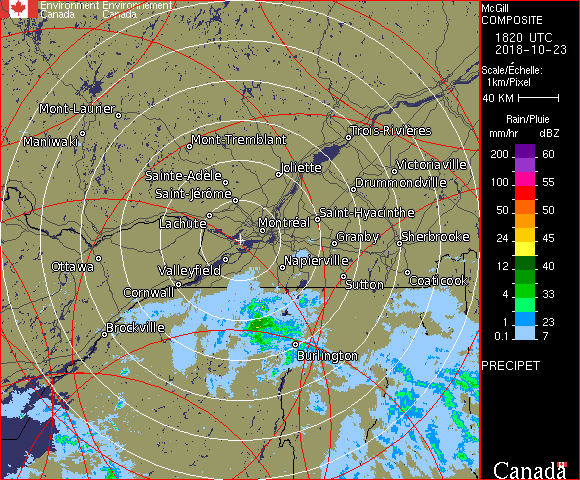 Environment Environnement
Canada Canada
McGill
COMPOSITE
1820 UTC
2018-10-23
Scale/Échelle:
1km/Pixel
40 KM
Rain/Pluie
mm/hr dBZ
200 60
100 55
50 50
24 45
12 40
4 33
1 23
0.1 7
PRECIPET
Canada
Mont-Laurier
Maniwaki
Mont-Tremblant
Trois-Rivières
Joliette
Victoriaville
Sainte-Adèle
Drummondville
Saint-Jérôme
Saint-Hyacinthe
Lachute
Montréal
Granby
Sherbrooke
Ottawa
Valleyfield
Napierville
Cornwall
Sutton
Coaticook
Brockville
Burlington